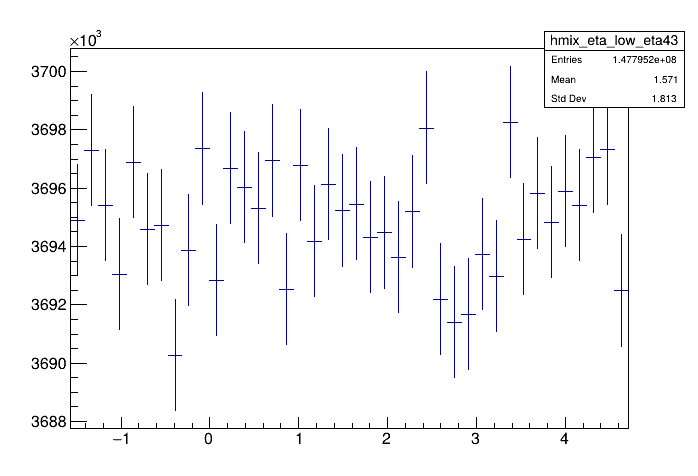 ×10³
hmix_eta_low_eta43
Entries 1.477952e+08
Mean 1.571
Std Dev 1.813
3700
3698
3696
3694
3692
3690
3688
−1 0 1 2 3 4